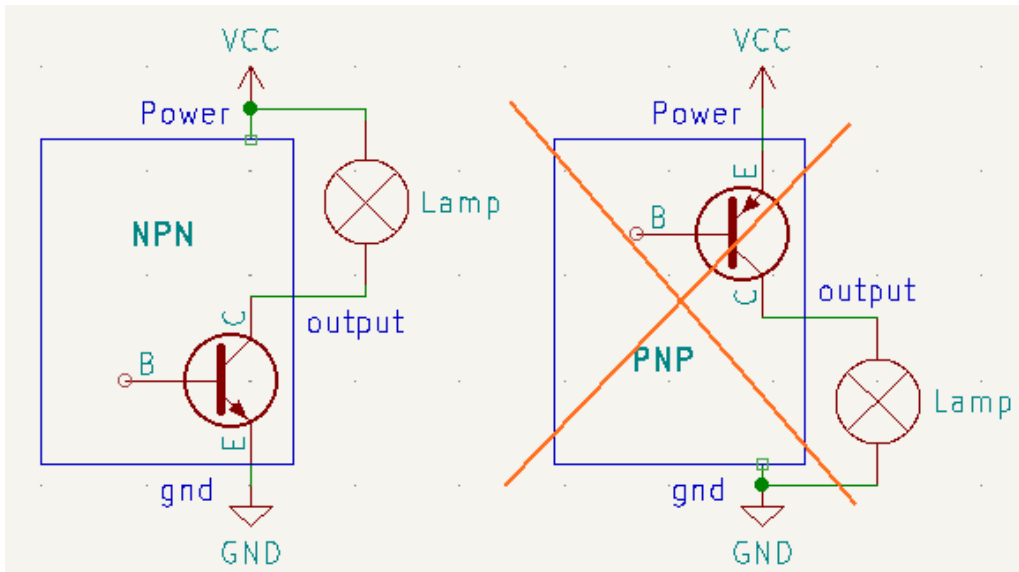 VCC
Power
NPN
Lamp
C
output
B
E
gnd
GND
VCC
Power
E
B
C
output
PNP
Lamp
gnd
GND